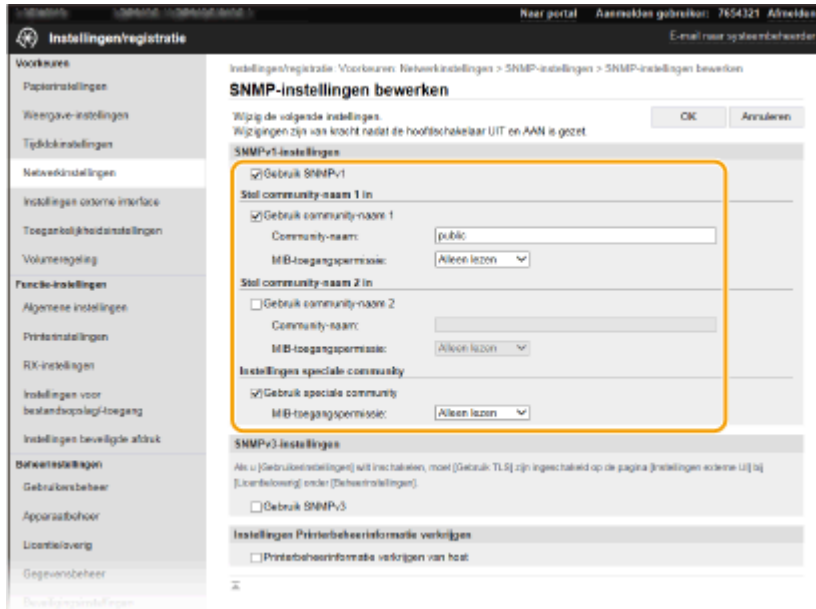 Naar portal Aanmelden gebruiker: 7654321 Afmelden
Instellingen/registratie
E-mail naar systeembeheerder
Voorkeuren
Papierinstellingen
Weergave-instellingen
Tijdklokinstellingen
Netwerkinstellingen
Instellingen externe interface
Toegankelijkheidsinstellingen
Volumeregeling
Functie-instellingen
Algemene instellingen
Printerinstellingen
RX-instellingen
Instellingen voor
bestandsopslag/-toegang
Instellingen beveiligde afdruk
Beheerinstellingen
Gebruikersbeheer
Apparaatbeheer
Licentie/overig
Gegevensbeheer
Beveiligingsinstellingen
Instellingen/registratie: Voorkeuren: Netwerkinstellingen > SNMP-instellingen > SNMP-instellingen bewerken
SNMP-instellingen bewerken
Wijzig de volgende instellingen.
Wijzigingen zijn van kracht nadat de hoofdschakelaar UIT en AAN is gezet.
OK Annuleren
SNMPv1-instellingen
Gebruik SNMPv1
Stel community-naam 1 in
Gebruik community-naam 1
Community-naam: public
MIB-toegangspermissie: Alleen lezen
Stel community-naam 2 in
Gebruik community-naam 2
Community-naam:
MIB-toegangspermissie: Alleen lezen
Instellingen speciale community
Gebruik speciale community
MIB-toegangspermissie: Alleen lezen
SNMPv3-instellingen
Als u [Gebruikerinstellingen] wilt inschakelen, moet [Gebruik TLS] zijn ingeschakeld op de pagina [Instellingen externe UI] bij
[Licentie/overig] onder [Beheerinstellingen].
Gebruik SNMPv3
Instellingen Printerbeheerinformatie verkrijgen
Printerbeheerinformatie verkrijgen van host